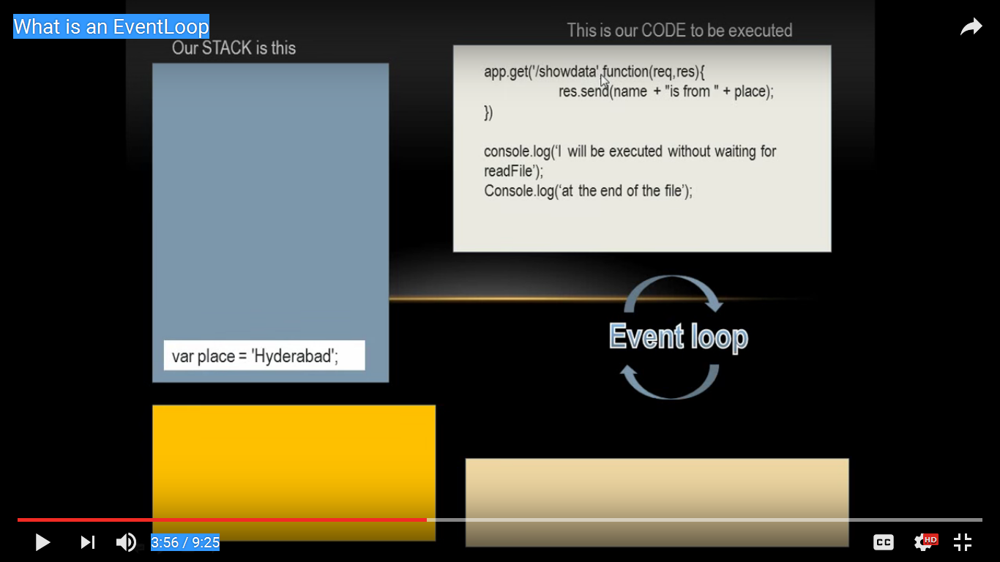 What is an EventLoop
This is our CODE to be executed
Our STACK is this
app.get('/showdata',function(req,res){
res.send(name + "is from " + place);
})
console.log(‘I will be executed without waiting for
readFile’);
Console.log(‘at the end of the file’);
Event loop
var place = 'Hyderabad';
3:56 / 9:25
CC
HD